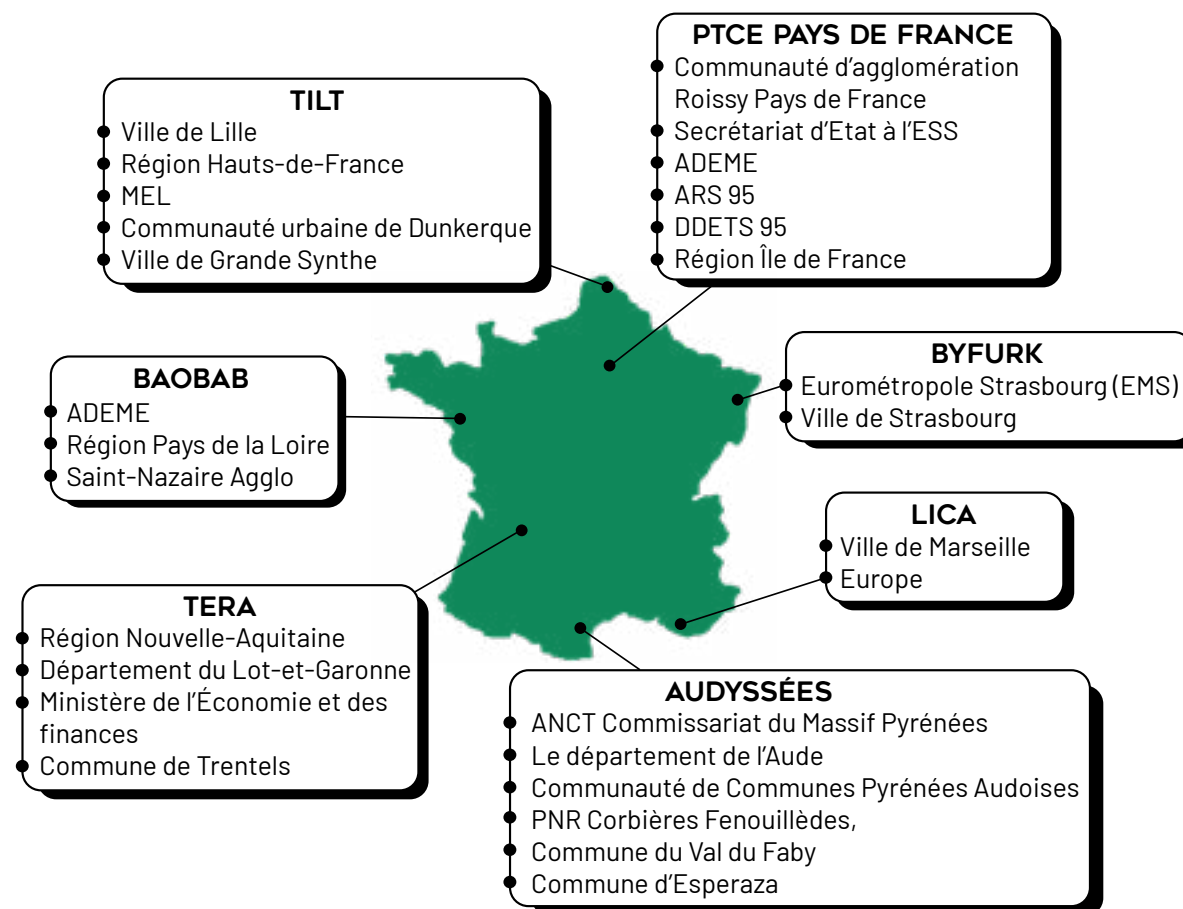 PTCE PAYS DE FRANCE
Communauté d'agglomération
Roissy Pays de France
Secrétariat d'Etat à l'ESS
ADEME
ARS 95
DDETS 95
Région Île de France
TILT
Ville de Lille
Région Hauts-de-France
MEL
Communauté urbaine de Dunkerque
Ville de Grande Synthe
BYFURK
Eurométropole Strasbourg (EMS)
Ville de Strasbourg
BAOBAB
ADEME
Région Pays de la Loire
Saint-Nazaire Agglo
LICA
Ville de Marseille
Europe
TERA
Région Nouvelle-Aquitaine
Département du Lot-et-Garonne
Ministère de l'Économie et des
finances
Commune de Trentels
AUDYSSÉES
ANCT Commissariat du Massif Pyrénées
Le département de l'Aude
Communauté de Communes Pyrénées Audoises
PNR Corbières Fenouillèdes,
Commune du Val du Faby
Commune d'Esperaza